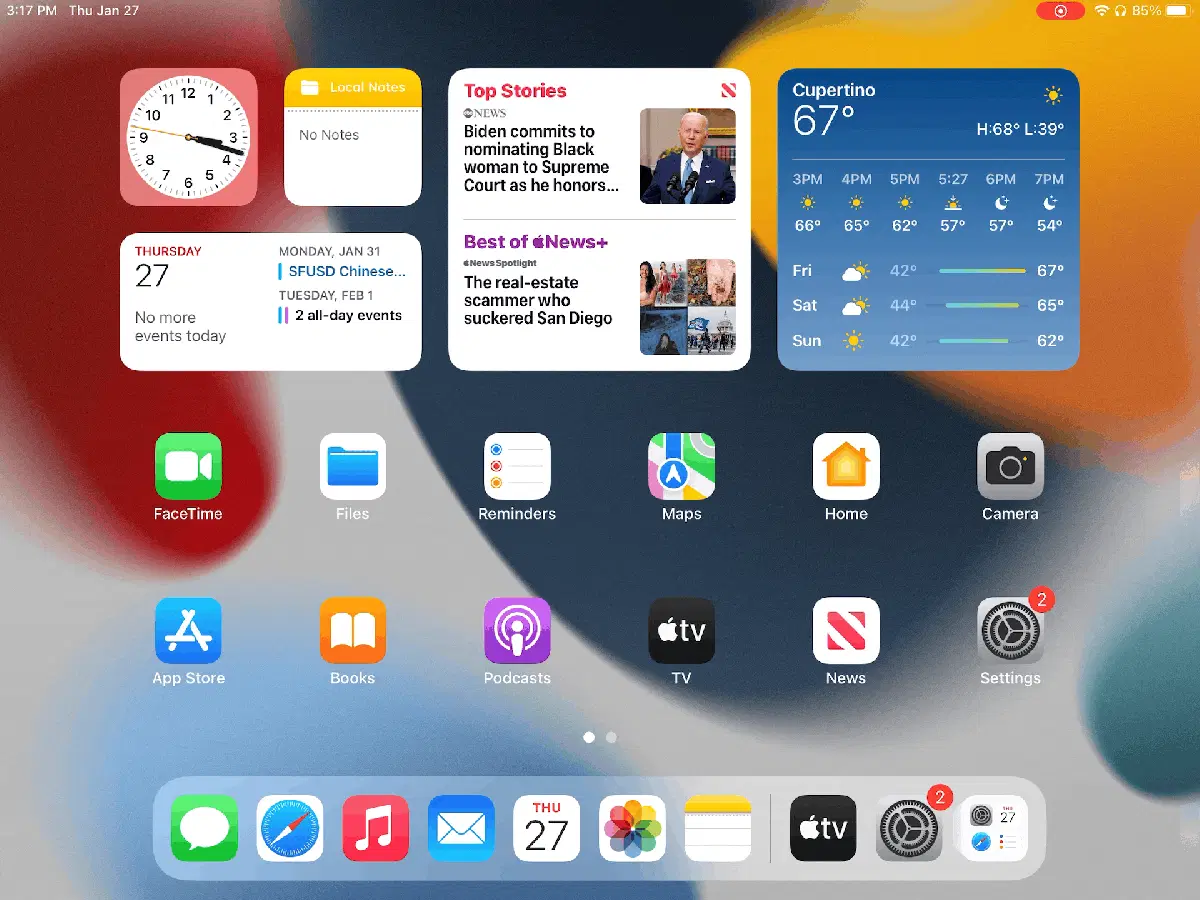 3:17 PM Thu Jan 27
85%
12
11 1
10 2
9 3
8 4
7 5
6
Local Notes
No Notes
Top Stories
abc NEWS
Biden commits to
nominating Black
woman to Supreme
Court as he honors...
Best of News+
News Spotlight
The real-estate
scammer who
suckered San Diego
Cupertino
67°
H:68° L:39°
3PM 4PM 5PM 5:27 6PM 7PM
66° 65° 62° 57° 57° 54°
Fri 42° 67°
Sat 44° 65°
Sun 42° 62°
THURSDAY
27
No more
events today
MONDAY, JAN 31
SFUSD Chinese...
TUESDAY, FEB 1
2 all-day events
FaceTime Files Reminders Maps Home Camera
tv
2
App Store Books Podcasts TV News Settings
THU
27
tv
2
THU
27